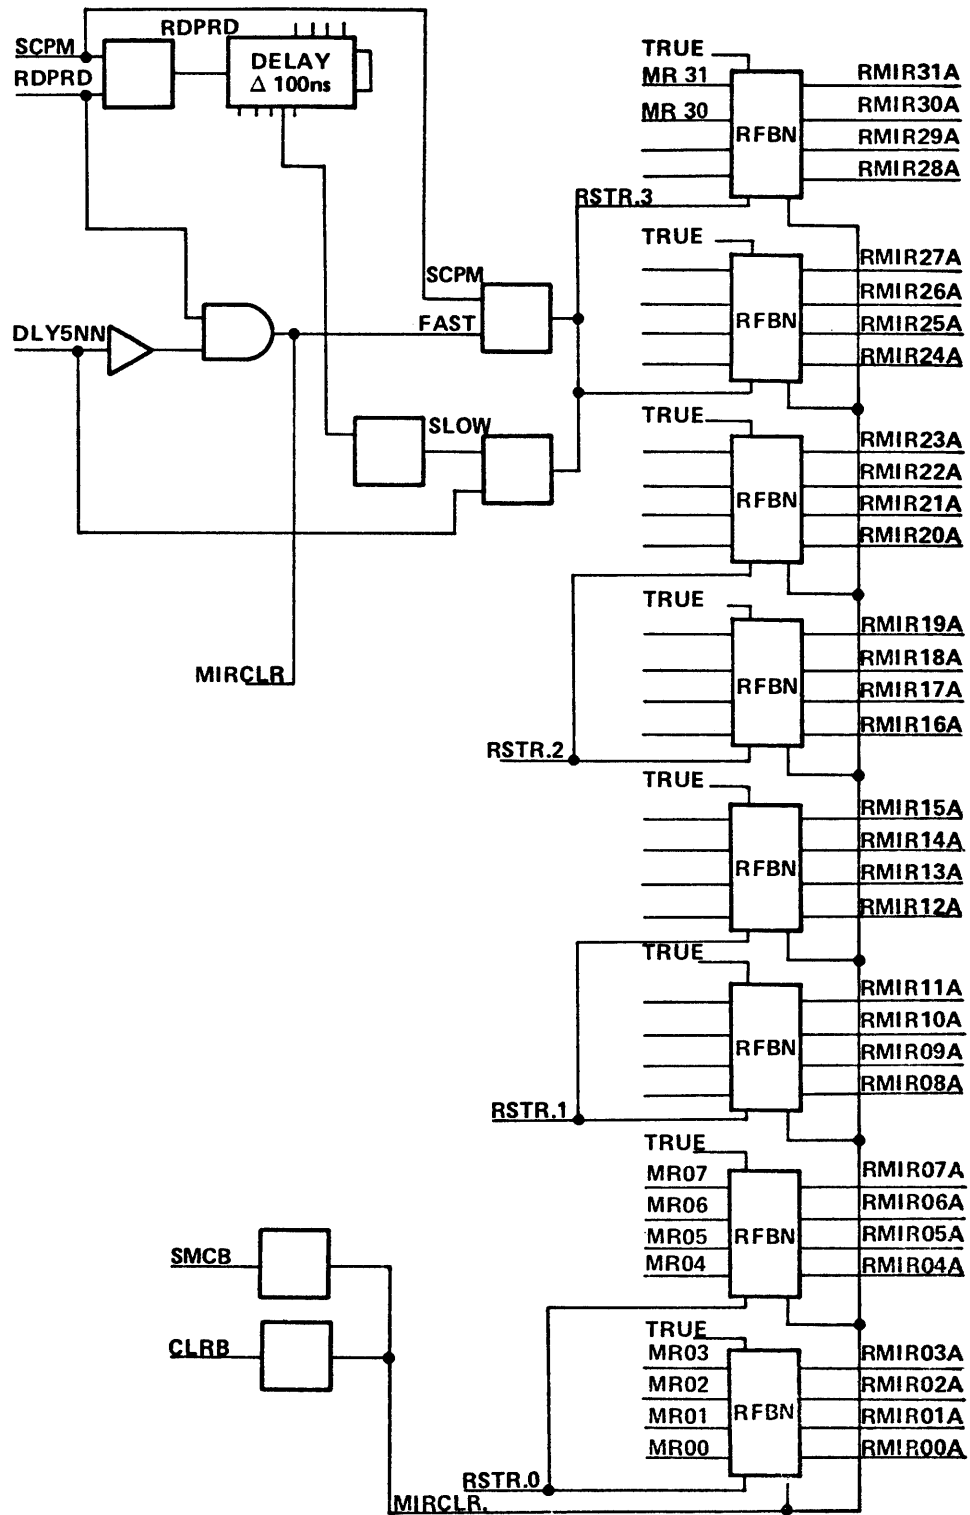 SCPM
RDPRD
RDPRD
DELAY
Δ 100ns
DLY5NN
SCPM
FAST
SLOW
MIRCLR
TRUE
MR 31
MR 30
RFBN
RMIR31A
RMIR30A
RMIR29A
RMIR28A
RSTR.3
TRUE
RFBN
RMIR27A
RMIR26A
RMIR25A
RMIR24A
TRUE
RFBN
RMIR23A
RMIR22A
RMIR21A
RMIR20A
TRUE
RFBN
RMIR19A
RMIR18A
RMIR17A
RMIR16A
RSTR.2
TRUE
RFBN
RMIR15A
RMIR14A
RMIR13A
RMIR12A
TRUE
RFBN
RMIR11A
RMIR10A
RMIR09A
RMIR08A
RSTR.1
TRUE
MR07
MR06
MR05
MR04
RFBN
RMIR07A
RMIR06A
RMIR05A
RMIR04A
SMCB
CLRB
TRUE
MR03
MR02
MR01
MR00
RFBN
RMIR03A
RMIR02A
RMIR01A
RMIR00A
RSTR.0
MIRCLR.